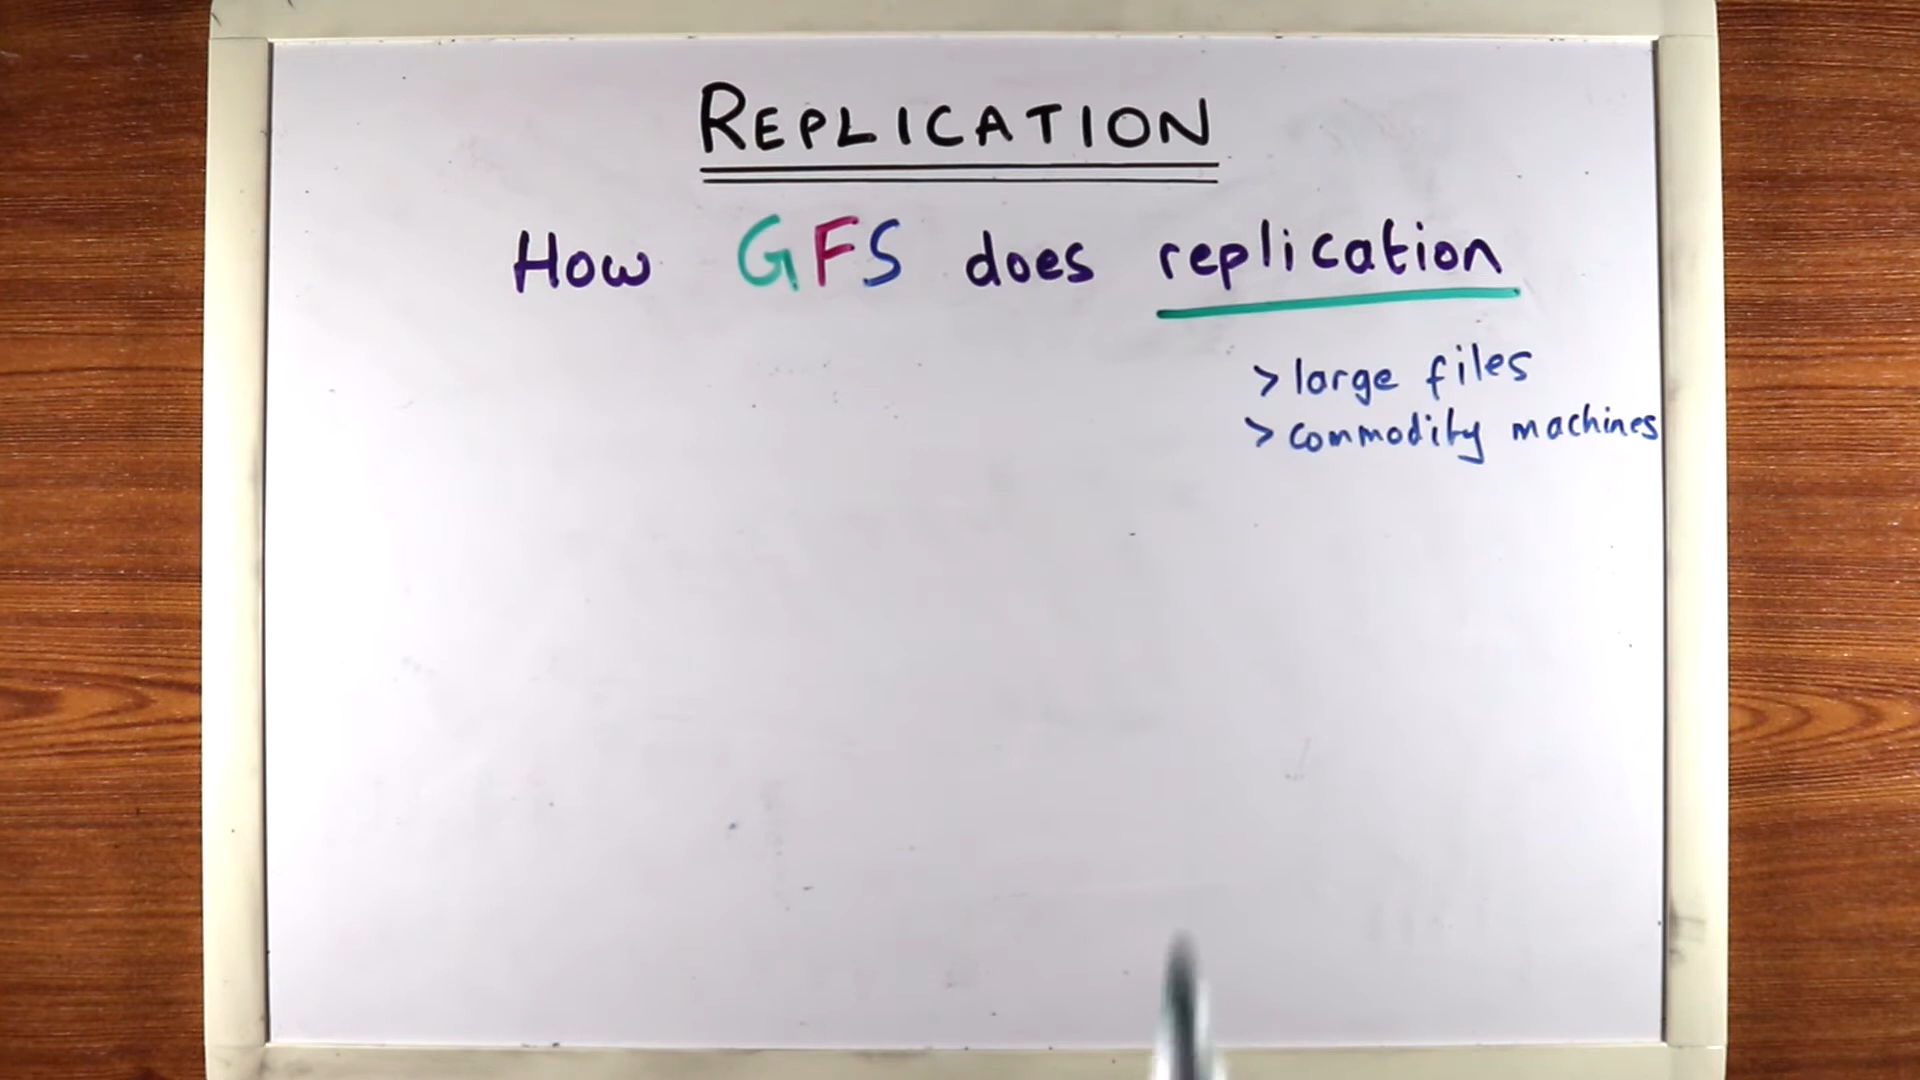 REPLICATION
How GFS does replication
> large files
> commodity machines